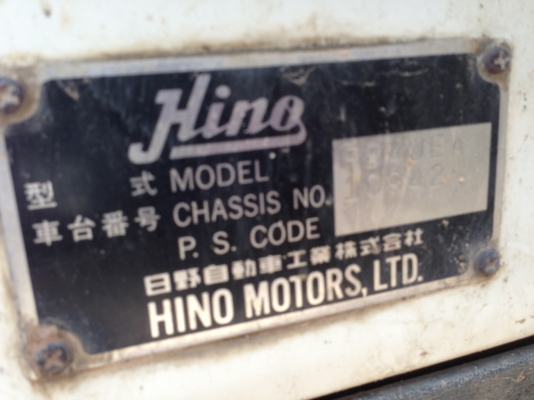 Hino
型 式 MODEL
車台番号 CHASSIS NO.
P. S. CODE
日野自動車工業株式会社
HINO MOTORS, LTD.